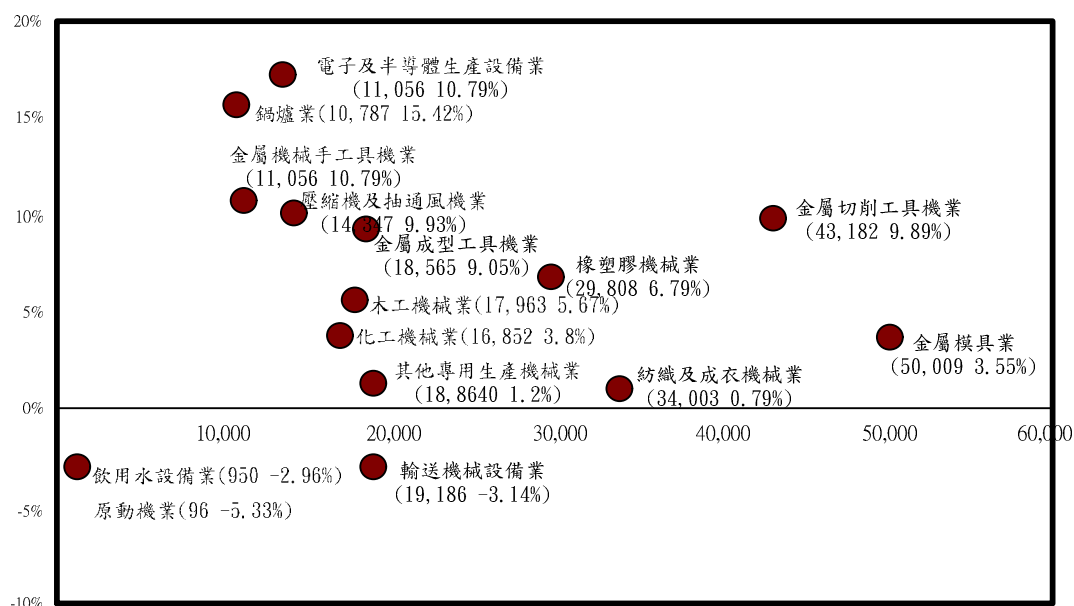 20%
電子及半導體生產設備業
(11,056 10.79%)
15%
鍋爐業(10,787 15.42%)
金屬機械手工具機業
(11,056 10.79%)
壓縮機及抽通風機業
(14,347 9.93%)
10%
金屬切削工具機業
(43,182 9.89%)
金屬成型工具機業
(18,565 9.05%)
橡塑膠機械業
(29,808 6.79%)
5%
木工機械業(17,963 5.67%)
化工機械業(16,852 3.8%)
金屬模具業
(50,009 3.55%)
其他專用生產機械業
(18,8640 1.2%)
紡織及成衣機械業
(34,003 0.79%)
0%
10,000 20,000 30,000 40,000 50,000 60,000
飲用水設備業(950 -2.96%)
輸送機械設備業
(19,186 -3.14%)
-5%
原動機業(96 -5.33%)
-10%